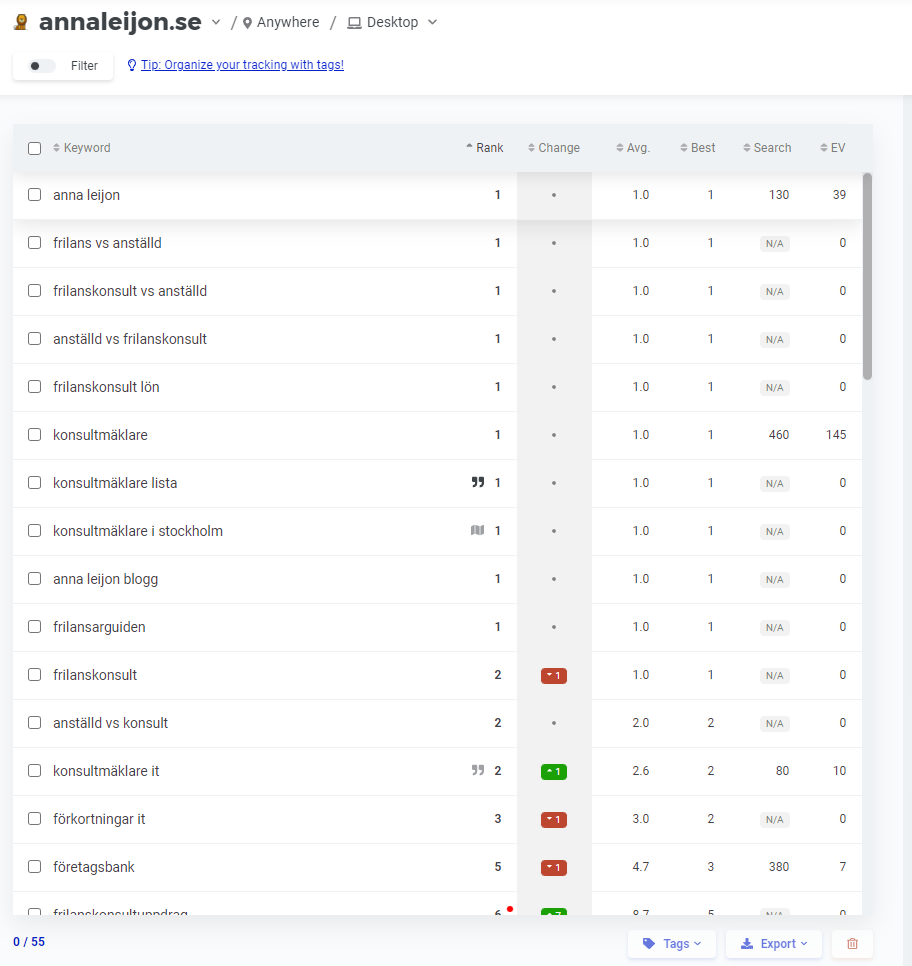 annaleijon.se / Anywhere / Desktop
Filter Tip: Organize your tracking with tags!
Keyword Rank Change Avg. Best Search EV
anna leijon 1 • 1.0 1 130 39
frilans vs anställd 1 • 1.0 1 N/A 0
frilanskonsult vs anställd 1 • 1.0 1 N/A 0
anställd vs frilanskonsult 1 • 1.0 1 N/A 0
frilanskonsult lön 1 • 1.0 1 N/A 0
konsultmäklare 1 • 1.0 1 460 145
konsultmäklare lista 1 • 1.0 1 N/A 0
konsultmäklare i stockholm 1 • 1.0 1 N/A 0
anna leijon blogg 1 • 1.0 1 N/A 0
frilansarguiden 1 • 1.0 1 N/A 0
frilanskonsult 2 1 1.0 1 N/A 0
anställd vs konsult 2 • 2.0 2 N/A 0
konsultmäklare it 2 1 2.6 2 80 10
förkortningar it 3 1 3.0 2 N/A 0
företagsbank 5 1 4.7 3 380 7
frilanskonsultuppdrag 6 7 8.7 5 N/A 0
0 / 55 Tags Export